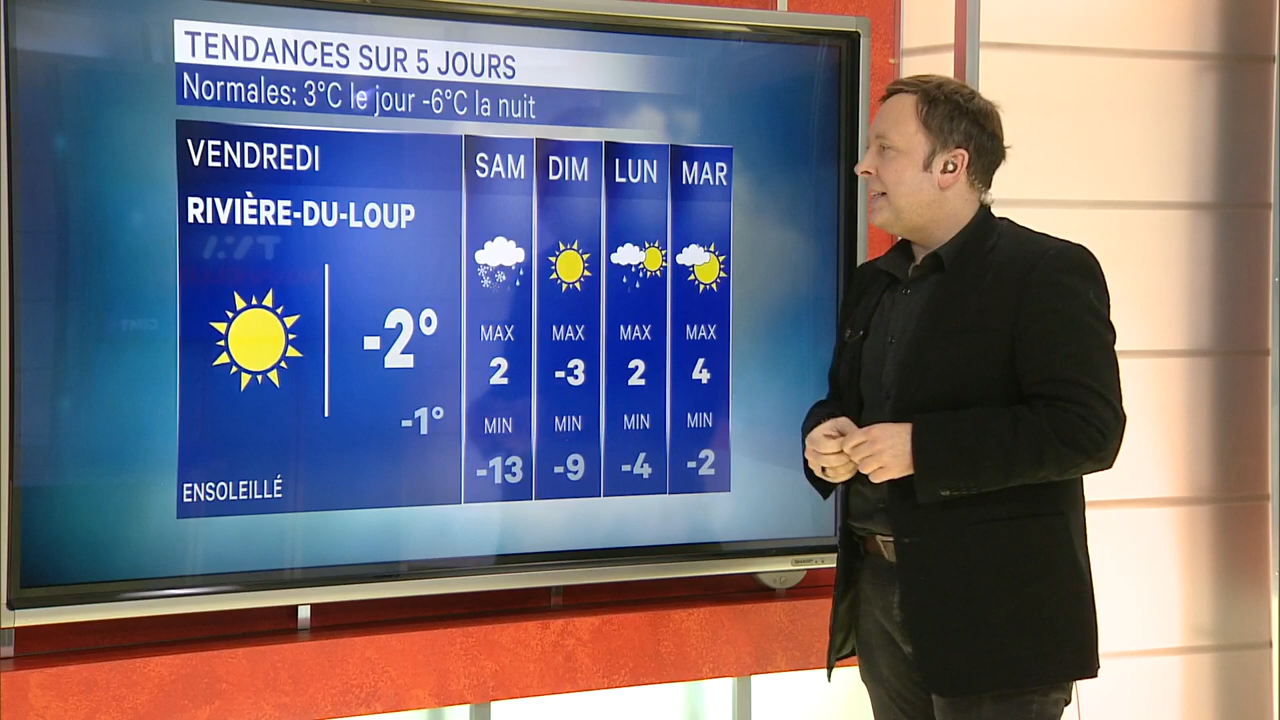 TENDANCES SUR 5 JOURS
Normales: 3°C le jour -6°C la nuit
VENDREDI
RIVIÈRE-DU-LOUP
-2°
-1°
ENSOLEILLÉ
SAM DIM LUN MAR
MAX MAX MAX MAX
2 -3 2 4
MIN MIN MIN MIN
-13 -9 -4 -2
SHARP